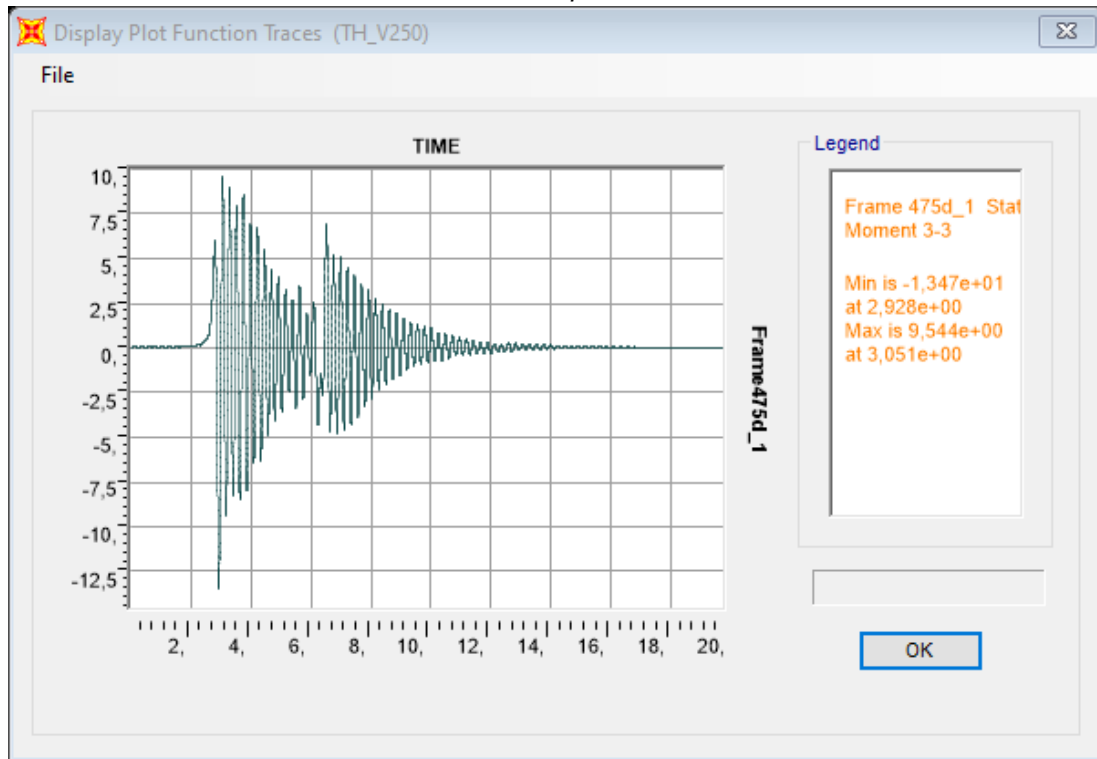 Display Plot Function Traces (TH_V250)
File
TIME
10,
7,5
5,
2,5
0,
-2,5
-5,
-7,5
-10,
-12,5
2, 4, 6, 8, 10, 12, 14, 16, 18, 20,
Frame475d_1
Legend
Frame 475d_1 Stat
Moment 3-3
Min is -1,347e+01
at 2,928e+00
Max is 9,544e+00
at 3,051e+00
OK